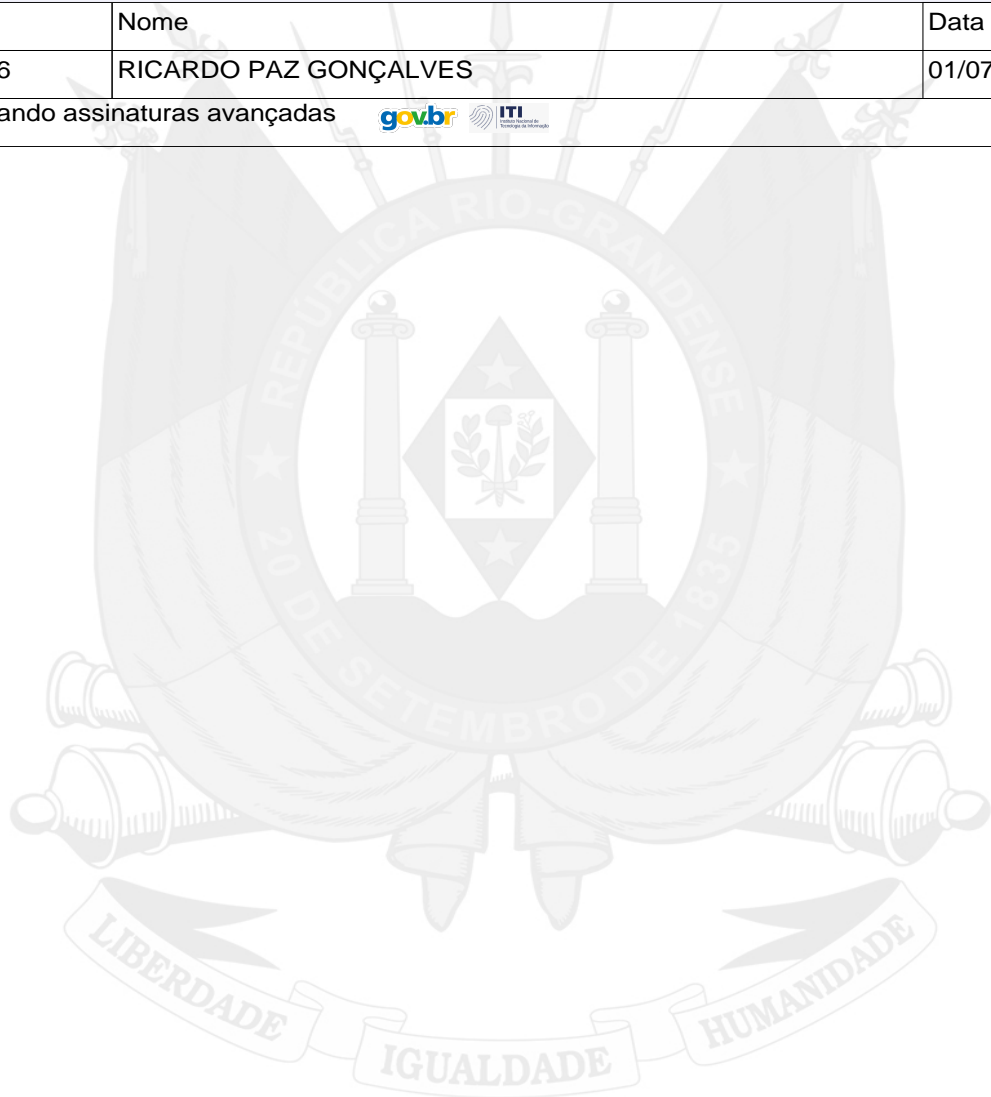 Nome Data
6 RICARDO PAZ GONÇALVES 01/07
ando assinaturas avançadas gov.br ITI
REPÚBLICA RIO-GRANDENSE
20 DE SETEMBRO DE 1835
LIBERDADE IGUALDADE HUMANIDADE